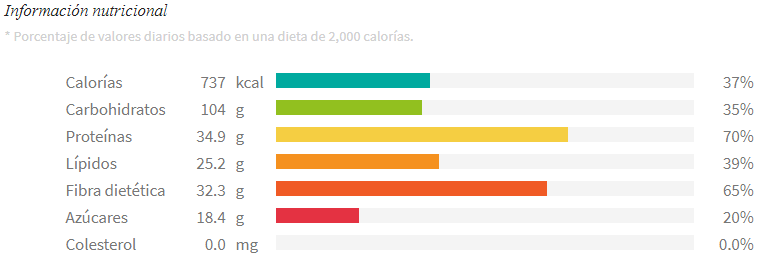 Información nutricional
* Porcentaje de valores diarios basado en una dieta de 2,000 calorías.
Calorías 737 kcal 37%
Carbohidratos 104 g 35%
Proteínas 34.9 g 70%
Lípidos 25.2 g 39%
Fibra dietética 32.3 g 65%
Azúcares 18.4 g 20%
Colesterol 0.0 mg 0.0%